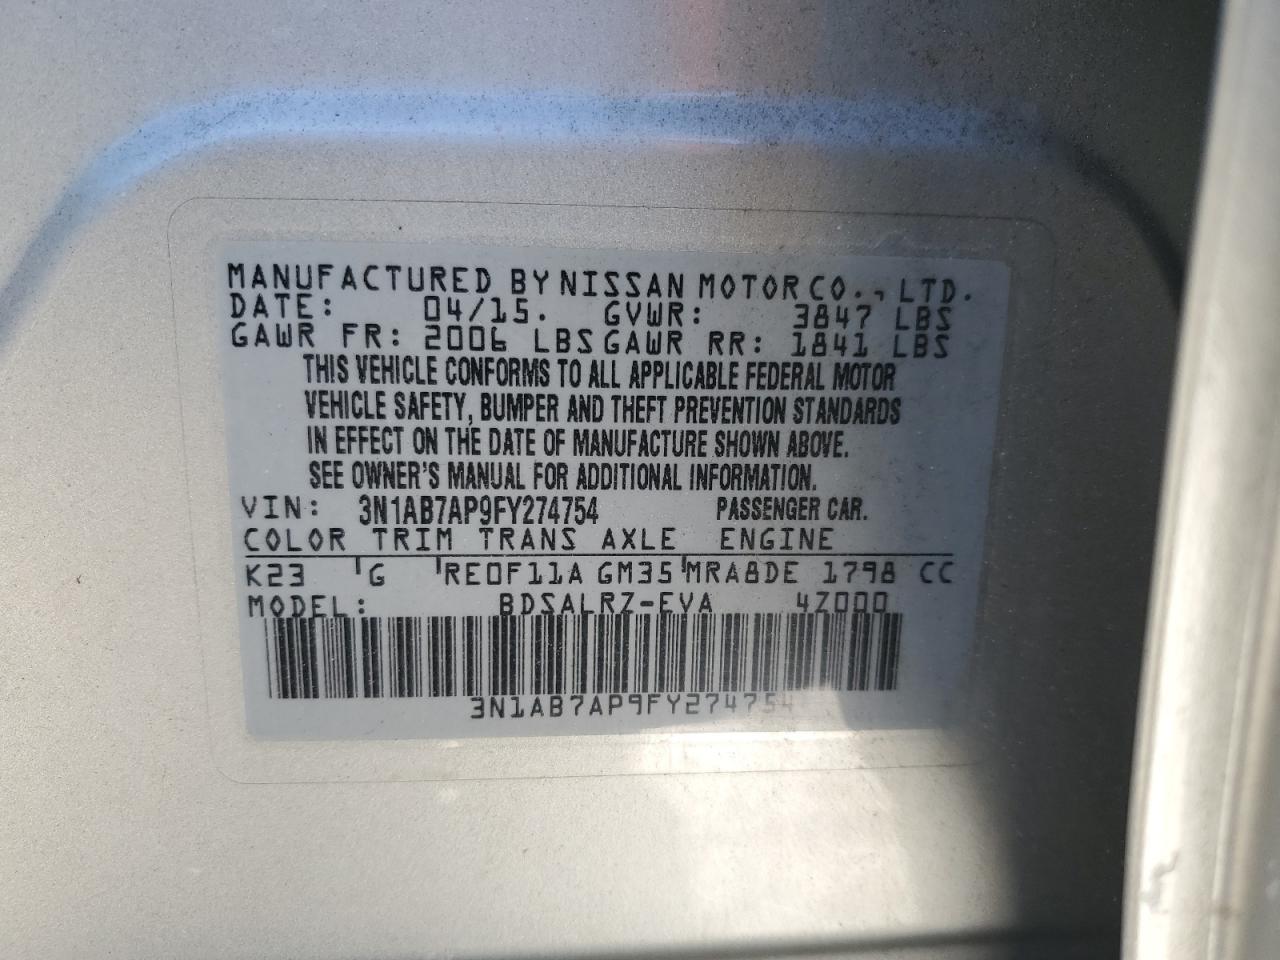 MANUFACTURED BY NISSAN MOTOR CO., LTD.
DATE: 04/15. GVWR: 3847 LBS
GAWR FR: 2006 LBS GAWR RR: 1841 LBS
THIS VEHICLE CONFORMS TO ALL APPLICABLE FEDERAL MOTOR
VEHICLE SAFETY, BUMPER AND THEFT PREVENTION STANDARDS
IN EFFECT ON THE DATE OF MANUFACTURE SHOWN ABOVE.
SEE OWNER'S MANUAL FOR ADDITIONAL INFORMATION.
VIN: 3N1AB7AP9FY274754 PASSENGER CAR.
COLOR TRIM TRANS AXLE ENGINE
K23 G RE0F11A GM35 MRA8DE 1798 CC
MODEL: BDSALRZ-EVA 4Z000
3N1AB7AP9FY274754